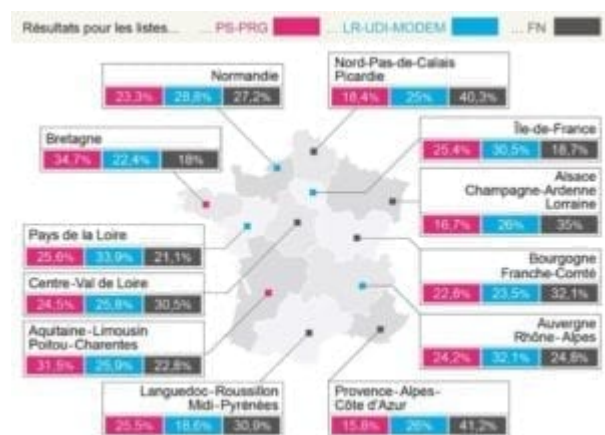 Résultats pour les listes... ... PS-PRG ... LR-UDI-MODEM ... FN
Normandie
23,3% 28,8% 27,2%
Nord-Pas-de-Calais
Picardie
18,4% 25% 40,3%
Bretagne
34,7% 22,4% 18%
Île-de-France
25,4% 30,5% 18,7%
Alsace
Champagne-Ardenne
Lorraine
16,7% 26% 35%
Pays de la Loire
25,6% 33,9% 21,1%
Bourgogne
Franche-Comté
22,8% 23,5% 32,1%
Centre-Val de Loire
24,5% 25,8% 30,5%
Auvergne
Rhône-Alpes
24,2% 32,1% 24,6%
Aquitaine-Limousin
Poitou-Charentes
31,5% 25,9% 22,8%
Languedoc-Roussillon
Midi-Pyrénées
25,5% 18,6% 30,9%
Provence-Alpes-
Côte d'Azur
15,8% 26% 41,2%